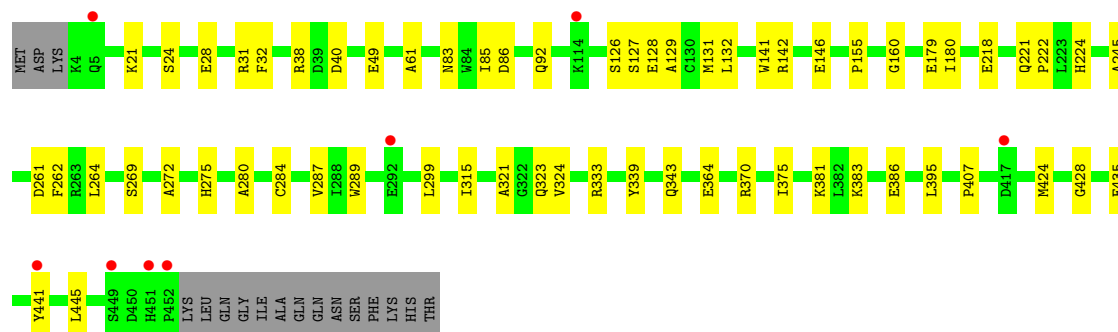 MET ASP LYS K4 Q5 K21 S24 E28 R31 F32 R38 D39 D40 E49 A61 N83 W84 I85 D86 Q92 K114 S126 S127 E128 A129 C130 M131 L132 W141 R142 E146 P155 G160 E179 I180 E218 Q221 P222 L223 H224 A245
D261 F262 R263 L264 S269 A272 H275 A280 C284 V287 I288 W289 E292 L299 I315 A321 G322 Q323 V324 R333 Y339 Q343 E364 R370 I375 K381 L382 K383 E386 L395 P407 D417 M424 G428
Y441 L445 S449 D450 H451 P452 LYS LEU GLN GLY ILE ALA GLN GLN ASN SER PHE LYS HIS THR